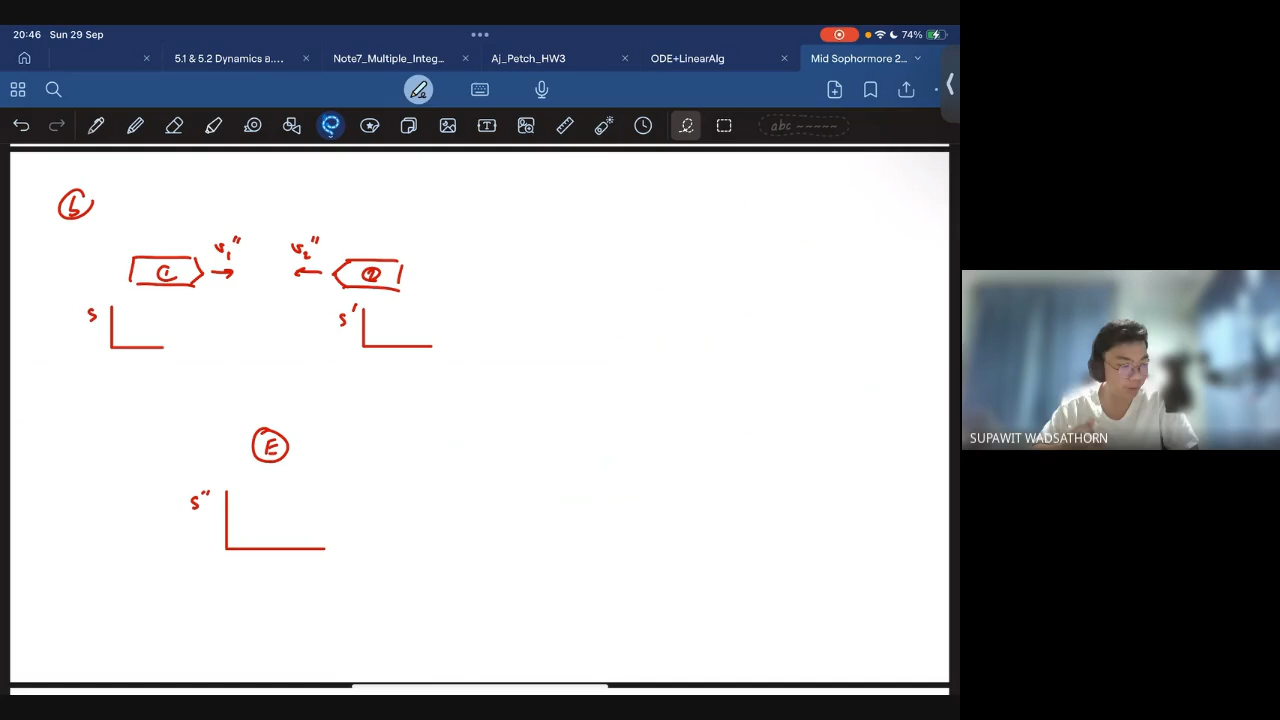 20:46 Sun 29 Sep
74%
5.1 & 5.2 Dynamics a.... Note7_Multiple_Integ... Aj_Petch_HW3 ODE+LinearAlg Mid Sophormore 2...
abc
b
v₁" v₂"
1 2
S S'
E
S"
SUPAWIT WADSATHORN